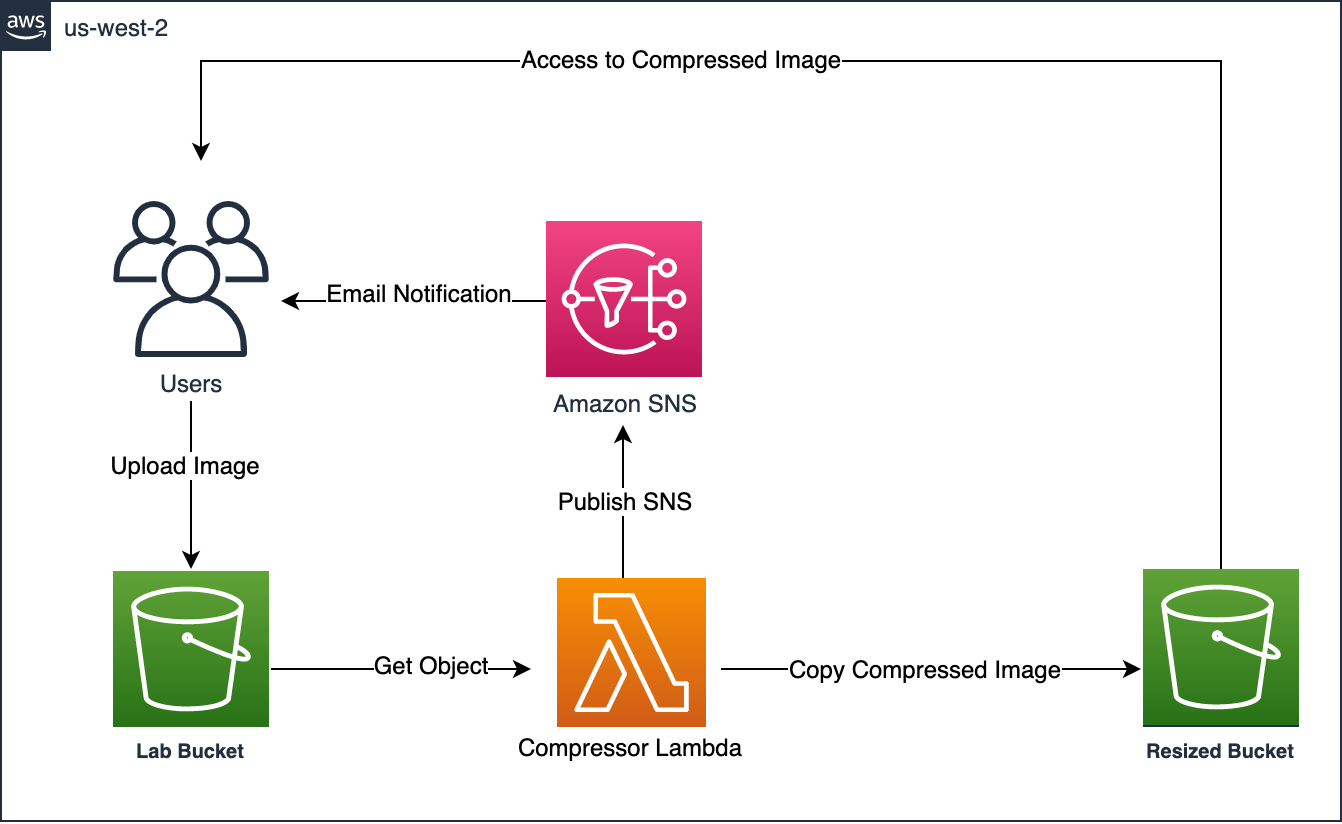 aws
us-west-2
Access to Compressed Image
Email Notification
Users
Amazon SNS
Upload Image
Publish SNS
Get Object
Copy Compressed Image
Lab Bucket
Compressor Lambda
Resized Bucket